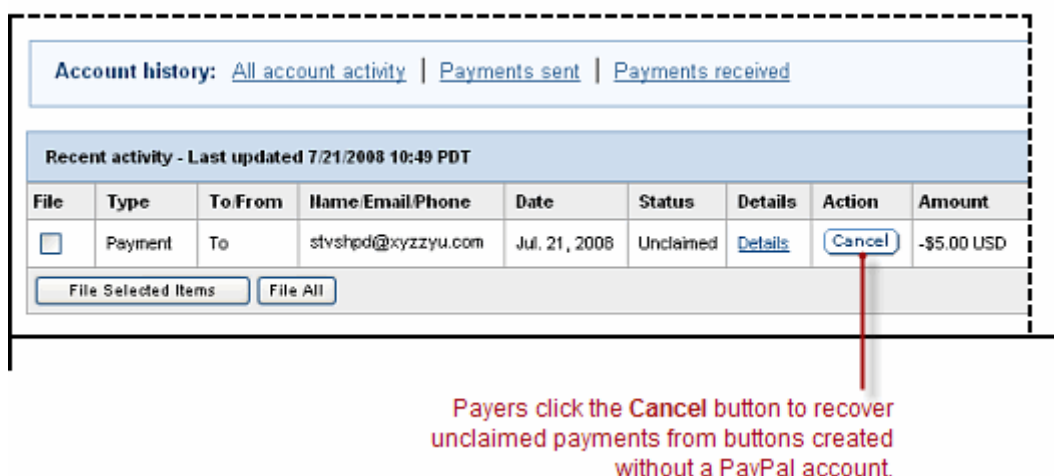 Account history: All account activity | Payments sent | Payments received
Recent activity - Last updated 7/21/2008 10:49 PDT
File Type To/From Name/Email/Phone Date Status Details Action Amount
Payment To stvshpd@xyzzyu.com Jul. 21, 2008 Unclaimed Details Cancel -$5.00 USD
File Selected Items File All
Payers click the Cancel button to recover
unclaimed payments from buttons created
without a PayPal account.